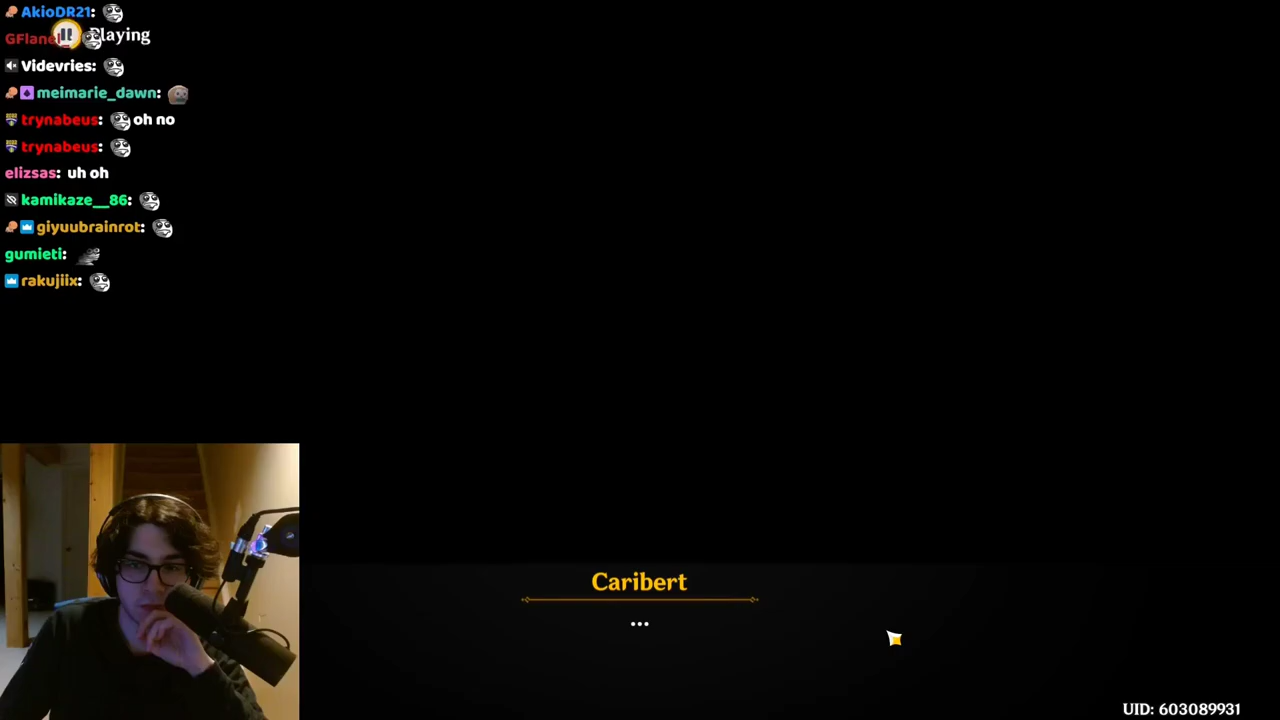 AkioDR21:
Playing
Videvries:
meimarie_dawn:
trynabeus: oh no
trynabeus:
elizsas: uh oh
kamikaze__86:
giyuubrainrot:
gumieti:
rakujiix:
Caribert
...
UID: 603089931